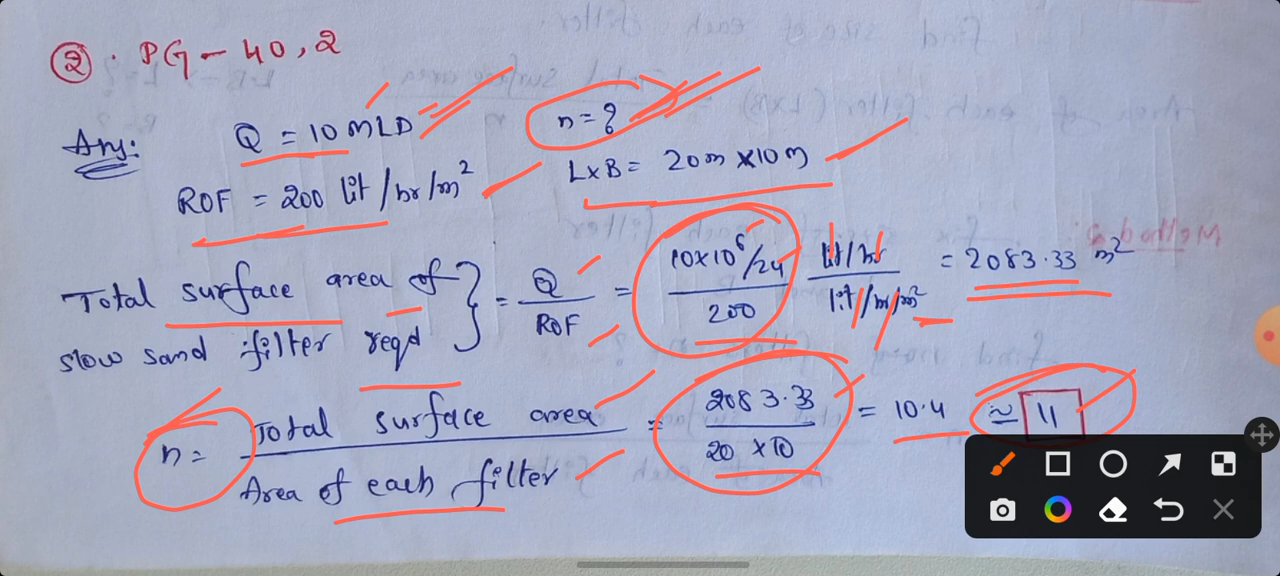 ② . PG - 40, 2
Ans: Q = 10 MLD n = ?
ROF = 200 lit/hr/m² L×B = 20m × 10m
Total surface area of slow sand filter reqd } = Q/ROF = (10×10⁶/24)/200 (lit/hr)/(lit/hr/m²) = 2083.33 m²
n = Total surface area / Area of each filter = 2083.33 / (20 × 10) = 10.4 ≃ 11